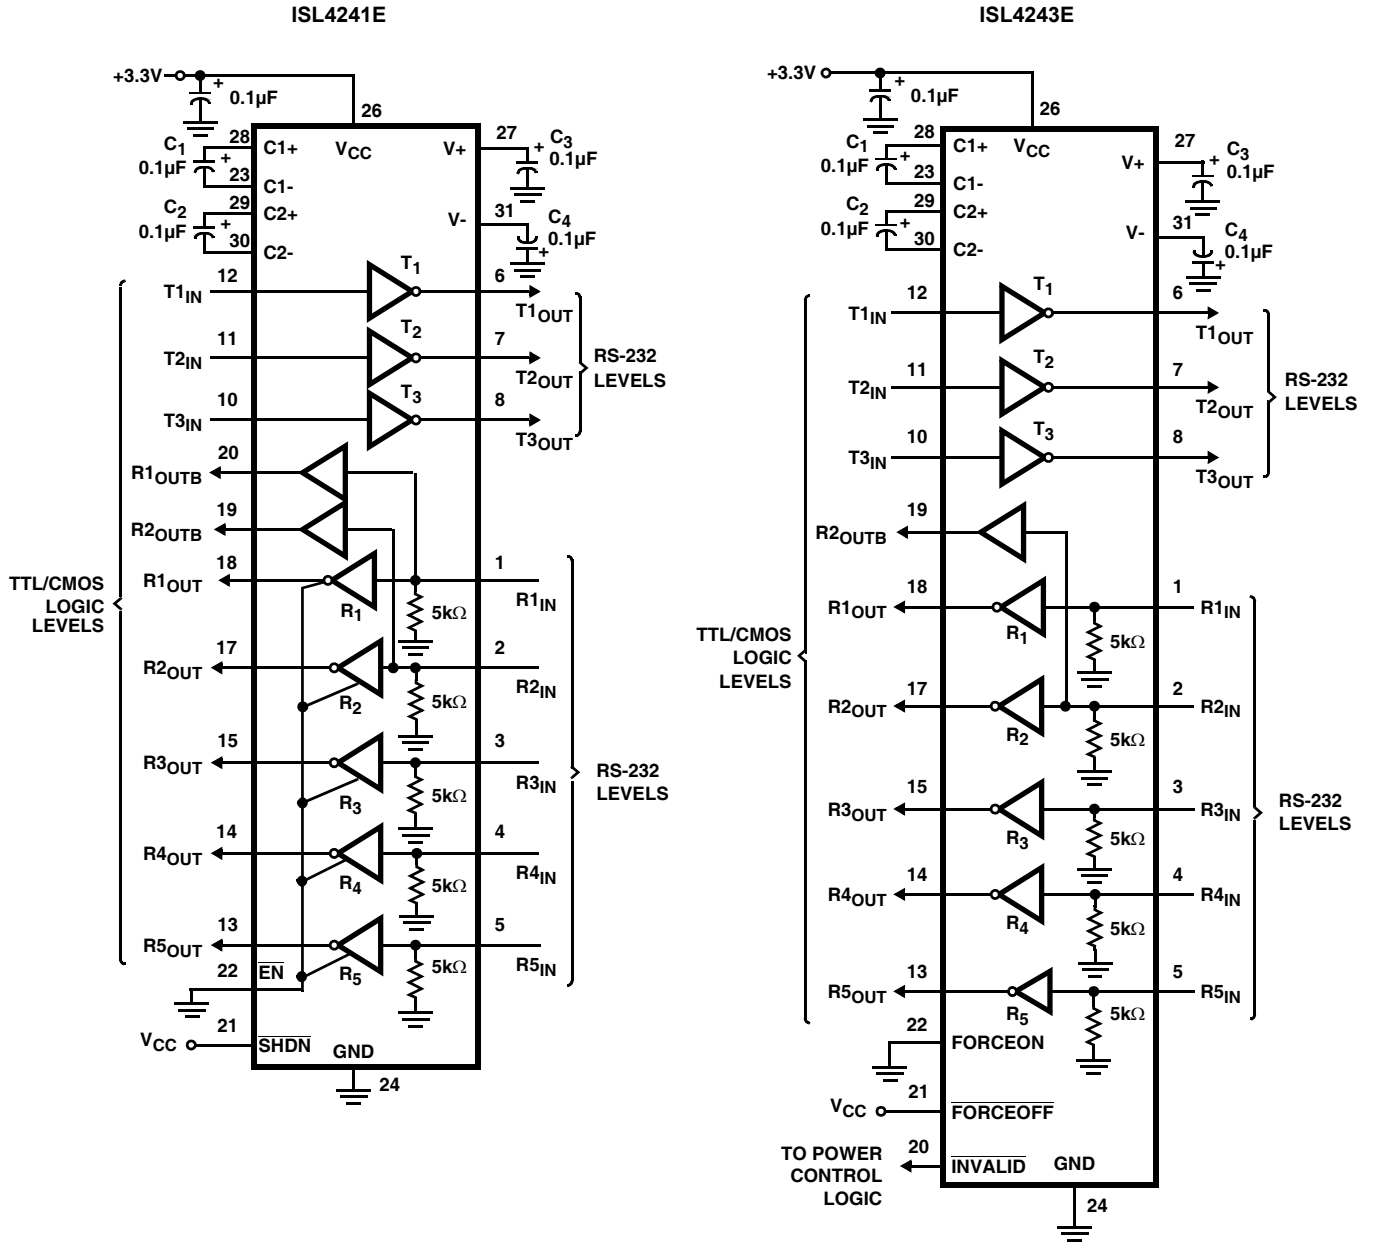 ISL4241E
+3.3V
+
0.1µF
26
28
C1
0.1µF
+
23
C1+
C1-
VCC
V+
27
+
C3
0.1µF
29
C2
0.1µF
+
30
C2+
C2-
V-
31
C4
0.1µF
+
12
T1IN
T1
6
T1OUT
11
T2IN
T2
7
T2OUT
RS-232
LEVELS
10
T3IN
T3
8
T3OUT
20
R1OUTB
19
R2OUTB
TTL/CMOS
LOGIC
LEVELS
18
R1OUT
R1
5kΩ
1
R1IN
17
R2OUT
R2
5kΩ
2
R2IN
15
R3OUT
R3
5kΩ
3
R3IN
RS-232
LEVELS
14
R4OUT
R4
5kΩ
4
R4IN
13
R5OUT
R5
5kΩ
5
R5IN
22
EN
21
VCC
SHDN
GND
24
ISL4243E
+3.3V
+
0.1µF
26
28
C1
0.1µF
+
23
C1+
C1-
VCC
V+
27
+
C3
0.1µF
29
C2
0.1µF
+
30
C2+
C2-
V-
31
C4
0.1µF
+
12
T1IN
T1
6
T1OUT
11
T2IN
T2
7
T2OUT
RS-232
LEVELS
10
T3IN
T3
8
T3OUT
19
R2OUTB
TTL/CMOS
LOGIC
LEVELS
18
R1OUT
R1
5kΩ
1
R1IN
17
R2OUT
R2
5kΩ
2
R2IN
15
R3OUT
R3
5kΩ
3
R3IN
RS-232
LEVELS
14
R4OUT
R4
5kΩ
4
R4IN
13
R5OUT
R5
5kΩ
5
R5IN
22
FORCEON
21
VCC
FORCEOFF
20
TO POWER
CONTROL
LOGIC
INVALID
GND
24